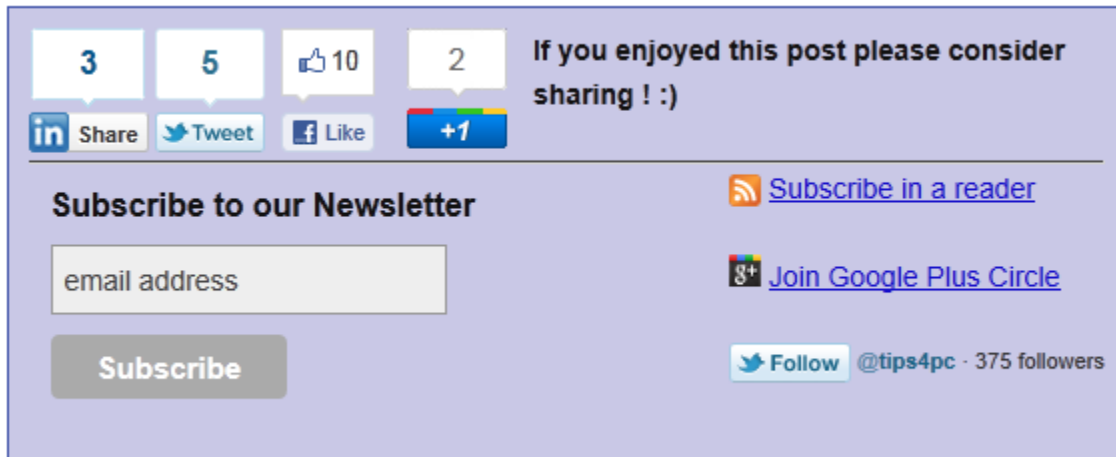 3
5
10
2
If you enjoyed this post please consider
sharing ! :)
in Share
Tweet
f Like
+1
Subscribe to our Newsletter
Subscribe in a reader
email address
g+ Join Google Plus Circle
Subscribe
Follow @tips4pc · 375 followers